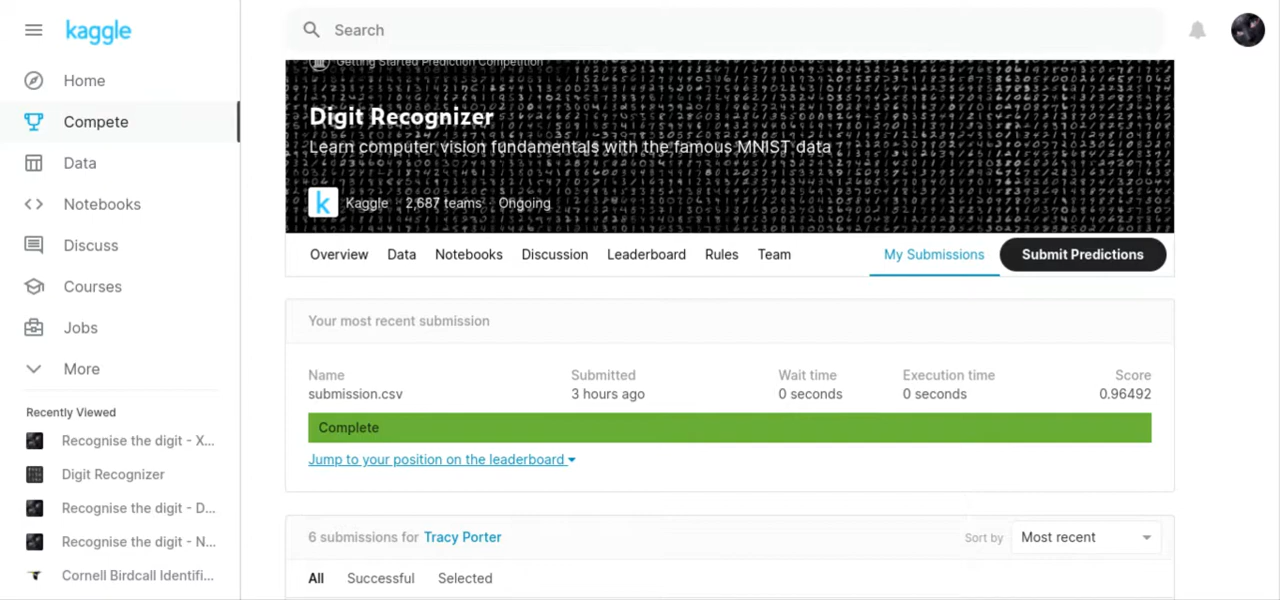 kaggle
Search
Home
Compete
Data
Notebooks
Discuss
Courses
Jobs
More
Recently Viewed
Recognise the digit - X...
Digit Recognizer
Recognise the digit - D...
Recognise the digit - N...
Cornell Birdcall Identifi...
Getting Started Prediction Competition
Digit Recognizer
Learn computer vision fundamentals with the famous MNIST data
k Kaggle · 2,687 teams · Ongoing
Overview Data Notebooks Discussion Leaderboard Rules Team My Submissions Submit Predictions
Your most recent submission
Name Submitted Wait time Execution time Score
submission.csv 3 hours ago 0 seconds 0 seconds 0.96492
Complete
Jump to your position on the leaderboard
6 submissions for Tracy Porter Sort by Most recent
All Successful Selected